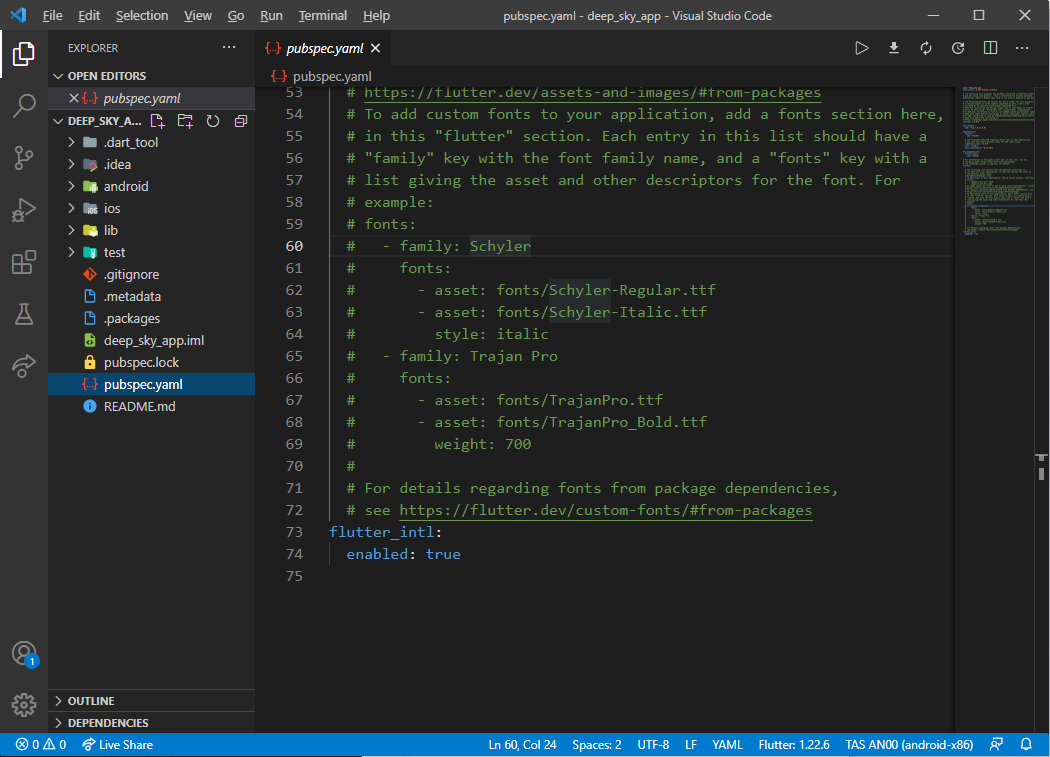 File Edit Selection View Go Run Terminal Help pubspec.yaml - deep_sky_app - Visual Studio Code
EXPLORER
OPEN EDITORS
pubspec.yaml
DEEP_SKY_A...
.dart_tool
.idea
android
ios
lib
test
.gitignore
.metadata
.packages
deep_sky_app.iml
pubspec.lock
pubspec.yaml
README.md
OUTLINE
DEPENDENCIES
1
pubspec.yaml
pubspec.yaml
53 # https://flutter.dev/assets-and-images/#from-packages
54 # To add custom fonts to your application, add a fonts section here,
55 # in this "flutter" section. Each entry in this list should have a
56 # "family" key with the font family name, and a "fonts" key with a
57 # list giving the asset and other descriptors for the font. For
58 # example:
59 # fonts:
60 #   - family: Schyler
61 #     fonts:
62 #       - asset: fonts/Schyler-Regular.ttf
63 #       - asset: fonts/Schyler-Italic.ttf
64 #         style: italic
65 #   - family: Trajan Pro
66 #     fonts:
67 #       - asset: fonts/TrajanPro.ttf
68 #       - asset: fonts/TrajanPro_Bold.ttf
69 #         weight: 700
70 #
71 # For details regarding fonts from package dependencies,
72 # see https://flutter.dev/custom-fonts/#from-packages
73 flutter_intl:
74   enabled: true
75
0 0 Live Share Ln 60, Col 24 Spaces: 2 UTF-8 LF YAML Flutter: 1.22.6 TAS AN00 (android-x86)